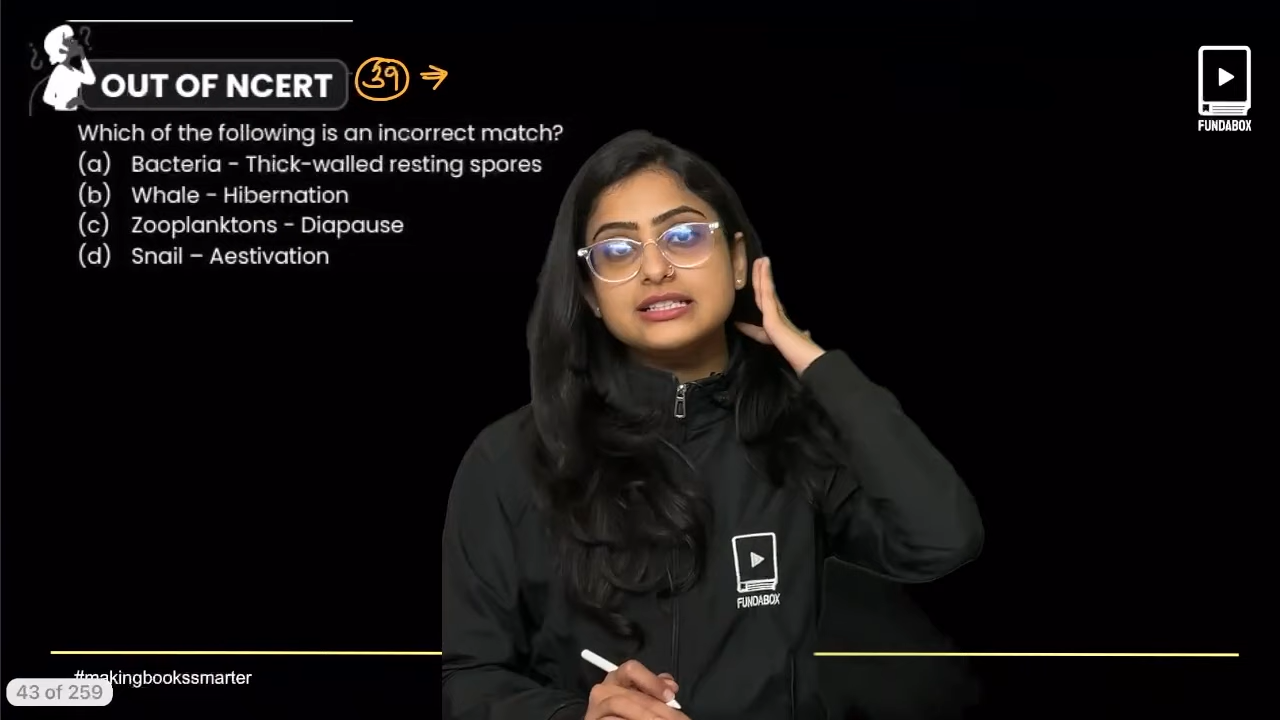 OUT OF NCERT 39 →
FUNDABOX
Which of the following is an incorrect match?
(a) Bacteria - Thick-walled resting spores
(b) Whale - Hibernation
(c) Zooplanktons - Diapause
(d) Snail – Aestivation
FUNDABOX
#makingbookssmarter
43 of 259